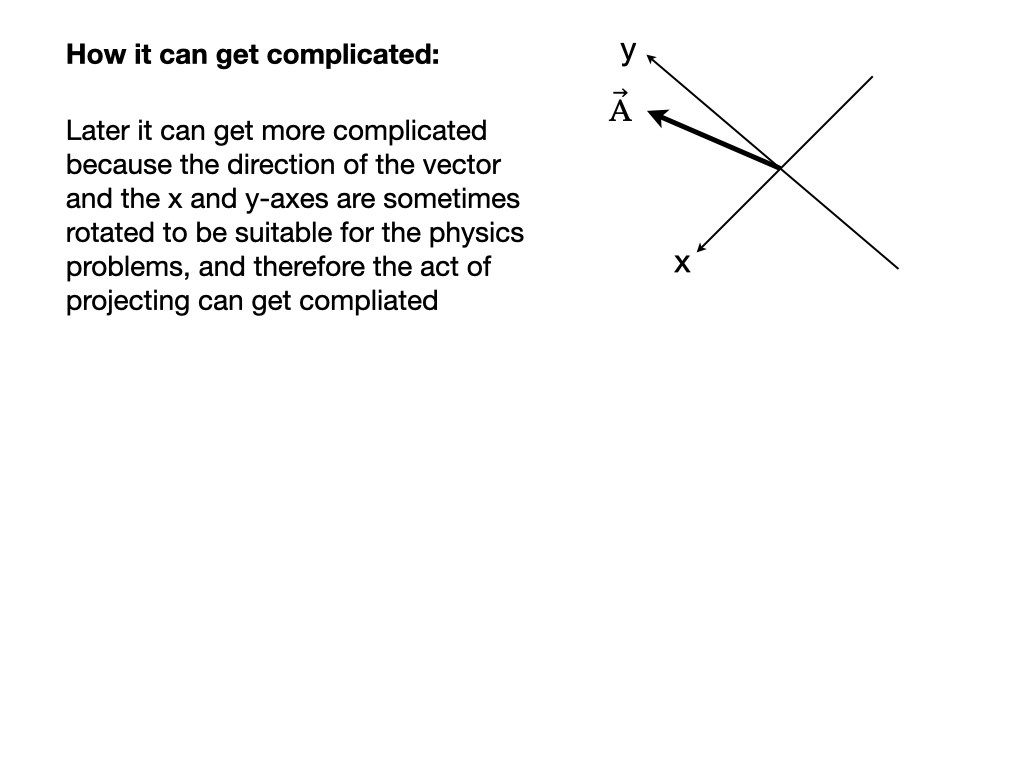 How it can get complicated:
Later it can get more complicated
because the direction of the vector
and the x and y-axes are sometimes
rotated to be suitable for the physics
problems, and therefore the act of
projecting can get compliated
y
A⃗
x